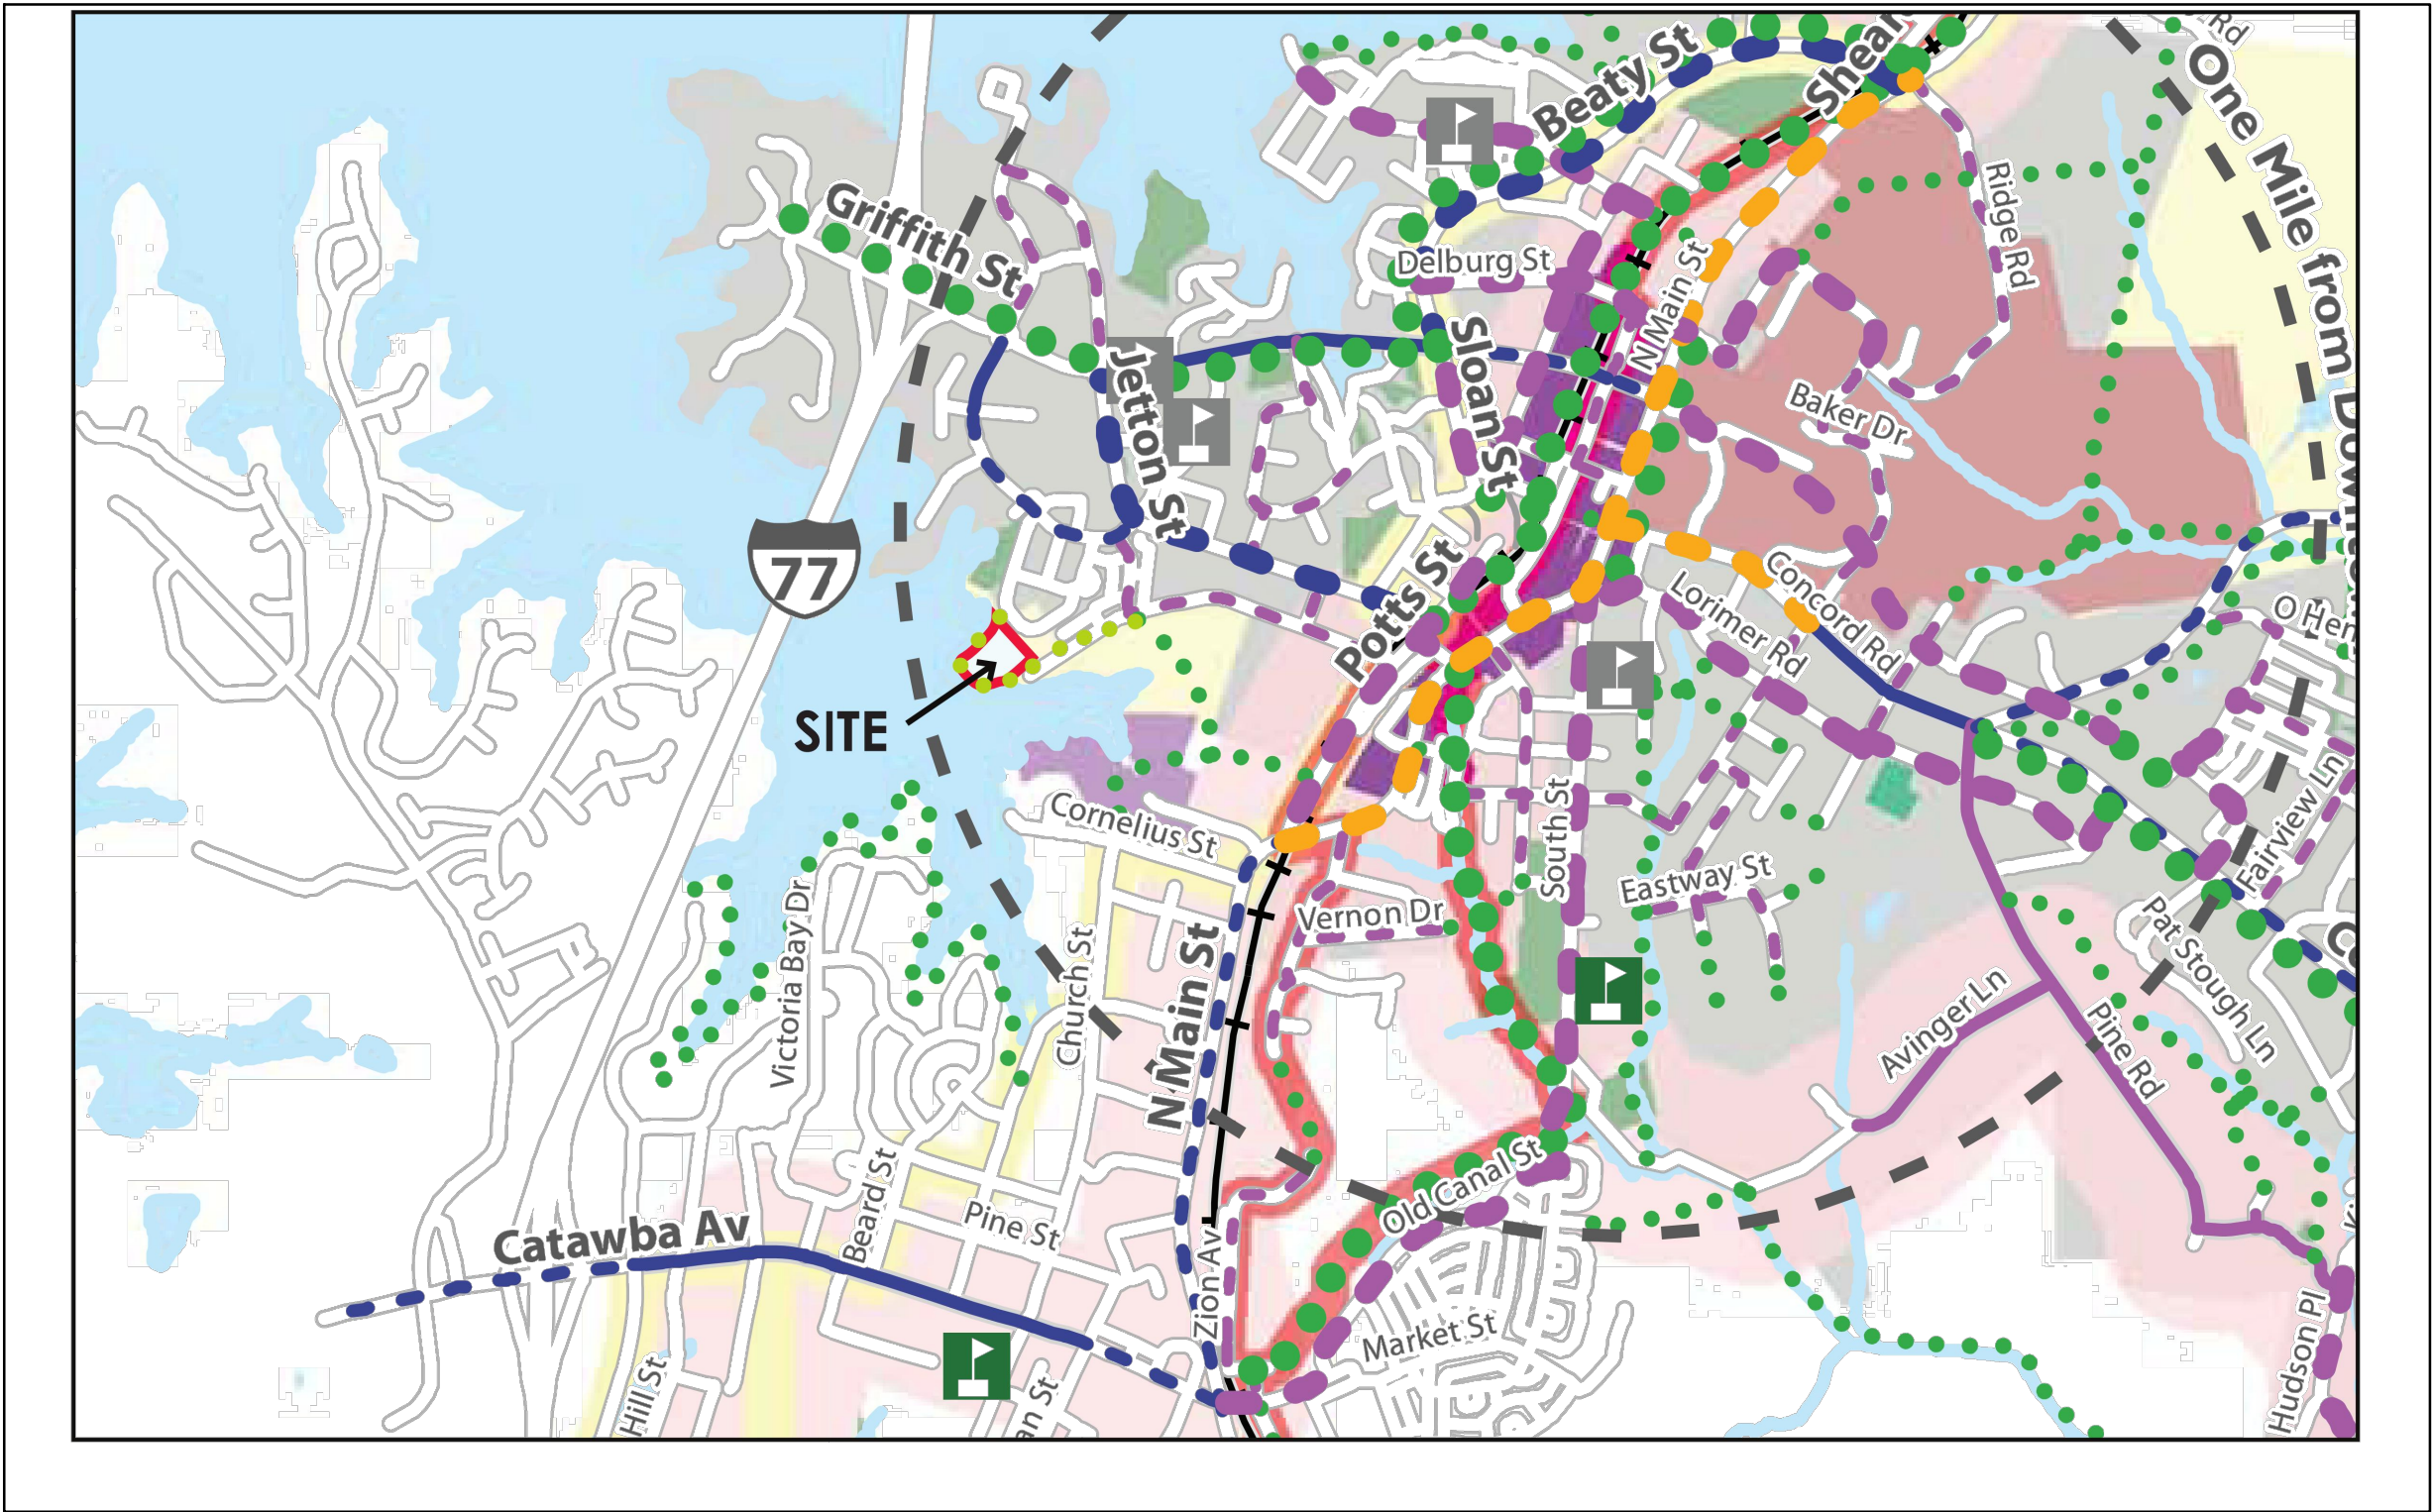 Rd
One Mile from Down
Beaty St
Shear
Griffith St
Ridge Rd
Delburg St
N Main St
Sloan St
Jetton St
Baker Dr
77
Potts St
Concord Rd
Lorimer Rd
O Hen
SITE
Cornelius St
South St
Fairview Ln
Eastway St
Vernon Dr
Victoria Bay Dr
Church St
N Main St
Pat Stough Ln
Avinger Ln
Pine Rd
Old Canal St
Beard St
Pine St
Catawba Av
Zion Av
Market St
Hudson Pl
Hill St
an St